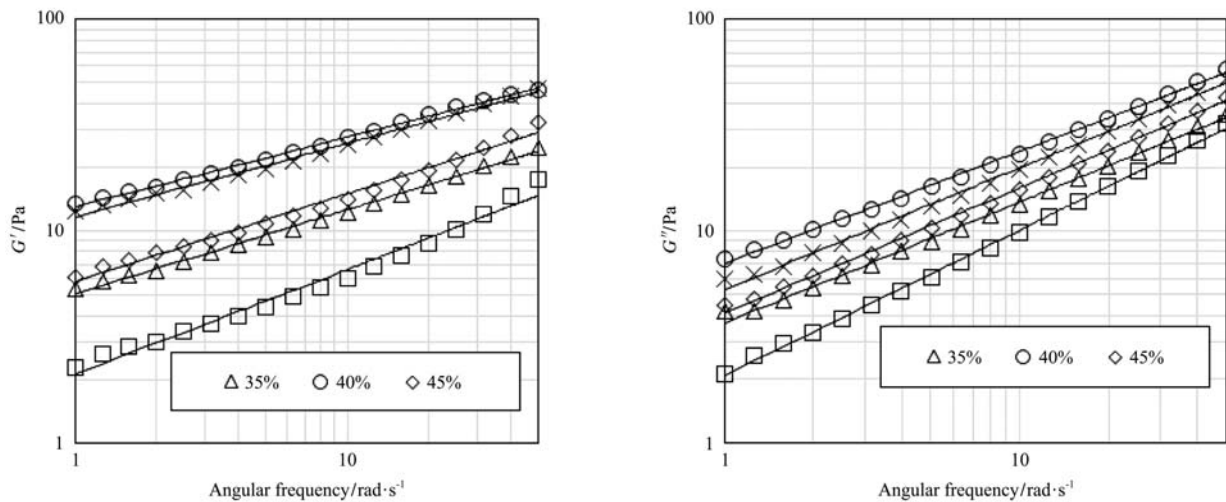 100
10
1
G′/Pa
△ 35% ○ 40% ◇ 45%
1 10
Angular frequency/rad·s⁻¹
100
10
1
G″/Pa
△ 35% ○ 40% ◇ 45%
1 10
Angular frequency/rad·s⁻¹